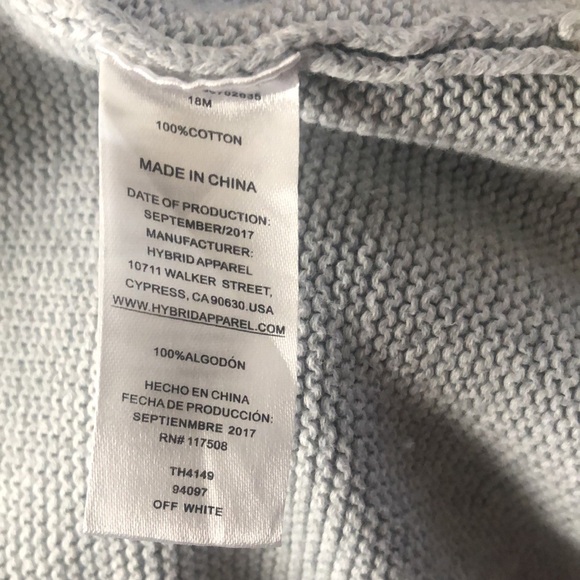 18M
100%COTTON
MADE IN CHINA
DATE OF PRODUCTION:
SEPTEMBER/2017
MANUFACTURER:
HYBRID APPAREL
10711 WALKER STREET,
CYPRESS, CA90630.USA
WWW.HYBRIDAPPAREL.COM
100%ALGODÓN
HECHO EN CHINA
FECHA DE PRODUCCIÓN:
SEPTIENMBRE 2017
RN# 117508
TH4149
94097
OFF WHITE